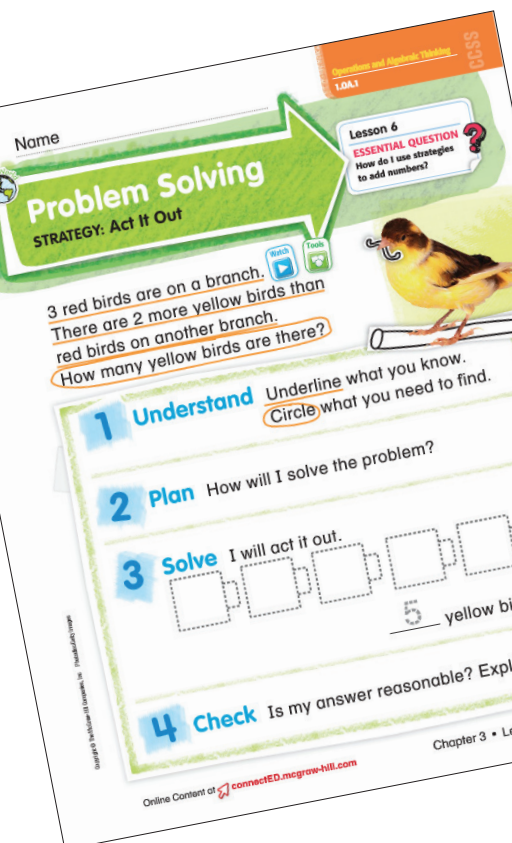 Operations and Algebraic Thinking
1.OA.1
CCSS
Name
Lesson 6
ESSENTIAL QUESTION
How do I use strategies
to add numbers?
Problem Solving
STRATEGY: Act It Out
Watch
Tools
3 red birds are on a branch.
There are 2 more yellow birds than
red birds on another branch.
How many yellow birds are there?
1 Understand Underline what you know.
Circle what you need to find.
2 Plan How will I solve the problem?
3 Solve I will act it out.
5 yellow bi
4 Check Is my answer reasonable? Expl
Online Content at connectED.mcgraw-hill.com
Chapter 3 • Le